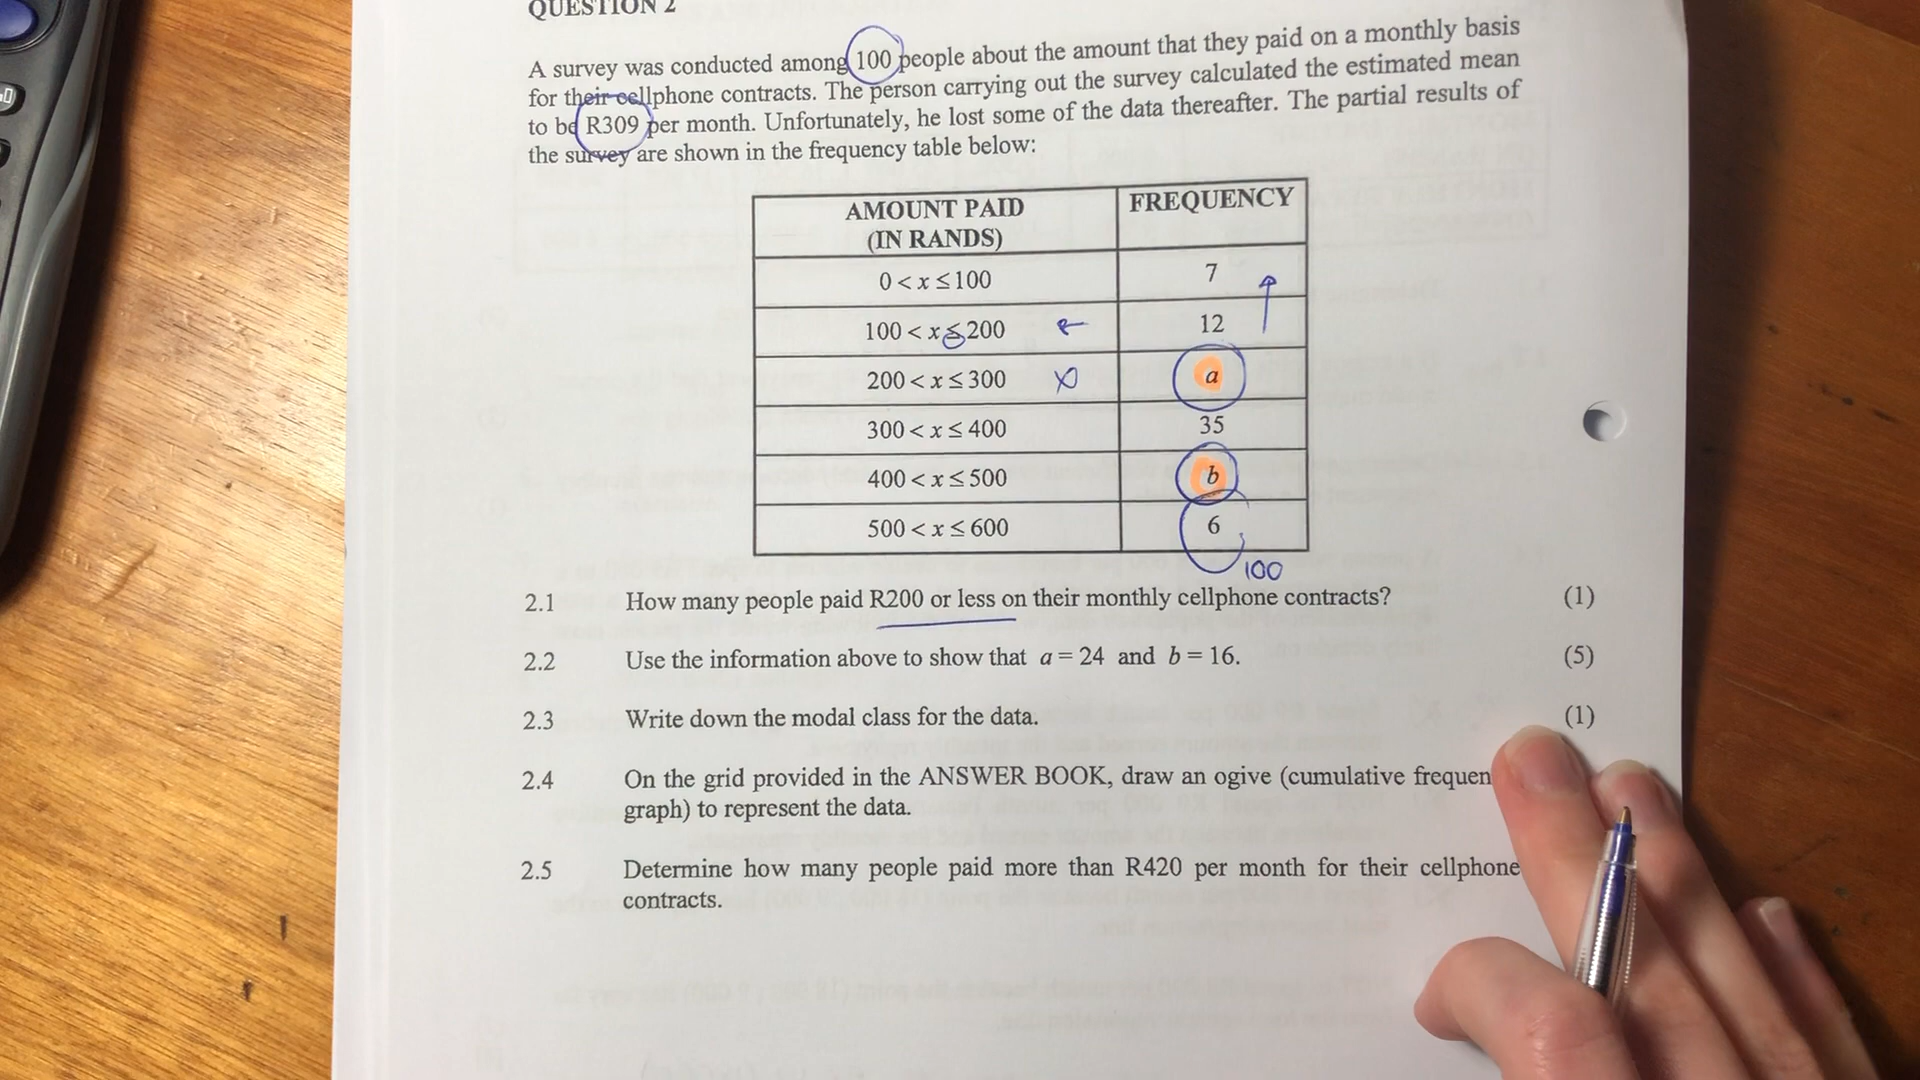 QUESTION 2
A survey was conducted among 100 people about the amount that they paid on a monthly basis
for their cellphone contracts. The person carrying out the survey calculated the estimated mean
to be R309 per month. Unfortunately, he lost some of the data thereafter. The partial results of
the survey are shown in the frequency table below:
AMOUNT PAID
(IN RANDS)
FREQUENCY
0 < x ≤ 100 7
100 < x ≤ 200 12
200 < x ≤ 300 a
300 < x ≤ 400 35
400 < x ≤ 500 b
500 < x ≤ 600 6
100
2.1 How many people paid R200 or less on their monthly cellphone contracts? (1)
2.2 Use the information above to show that a = 24 and b = 16. (5)
2.3 Write down the modal class for the data. (1)
2.4 On the grid provided in the ANSWER BOOK, draw an ogive (cumulative frequen
graph) to represent the data.
2.5 Determine how many people paid more than R420 per month for their cellphone
contracts.